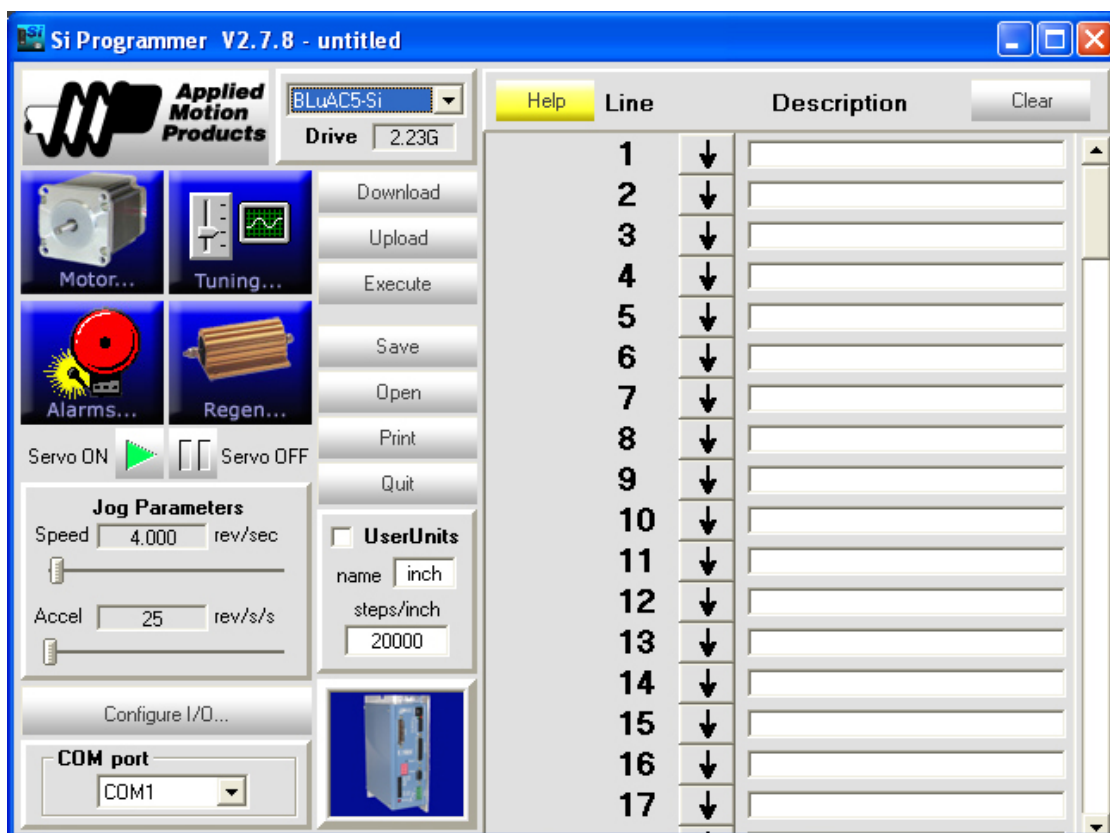 Si Programmer V2.7.8 - untitled
Applied
Motion
Products
BLuAC5-Si
Drive 2.23G
Help Line Description Clear
Motor...
Tuning...
Alarms...
Regen...
Servo ON
Servo OFF
Download
Upload
Execute
Save
Open
Print
Quit
Jog Parameters
Speed 4.000 rev/sec
Accel 25 rev/s/s
UserUnits
name inch
steps/inch
20000
Configure I/O...
COM port
COM1
1
2
3
4
5
6
7
8
9
10
11
12
13
14
15
16
17